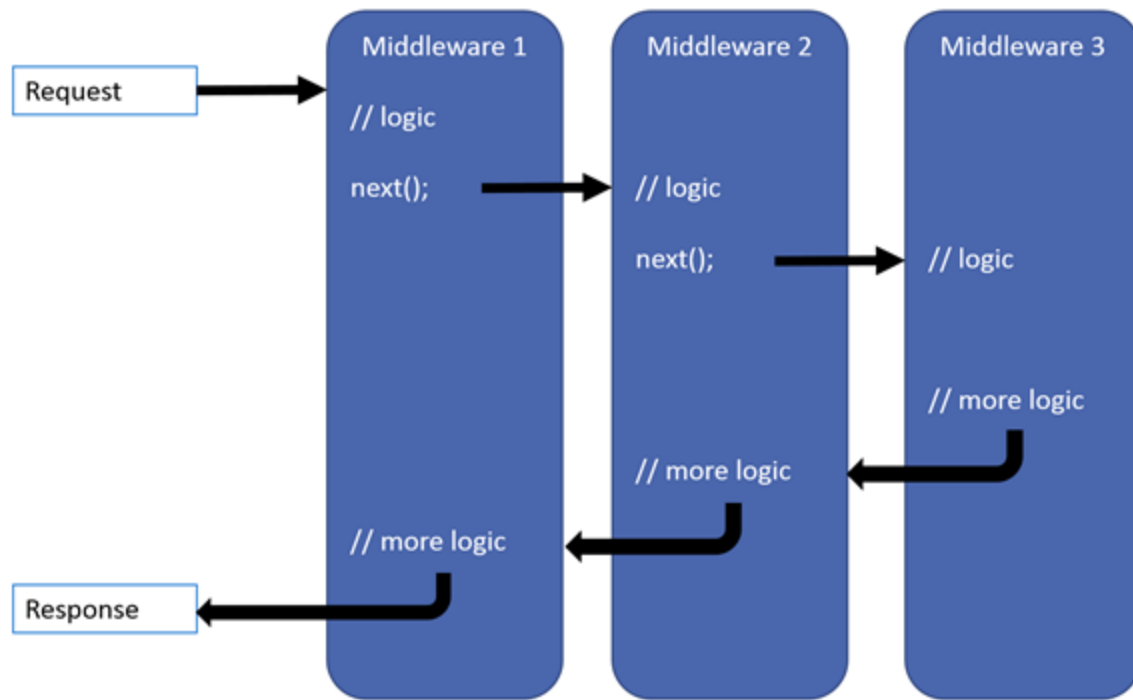 Middleware 1
Middleware 2
Middleware 3
Request
// logic
next();
// logic
next();
// logic
// more logic
// more logic
// more logic
Response